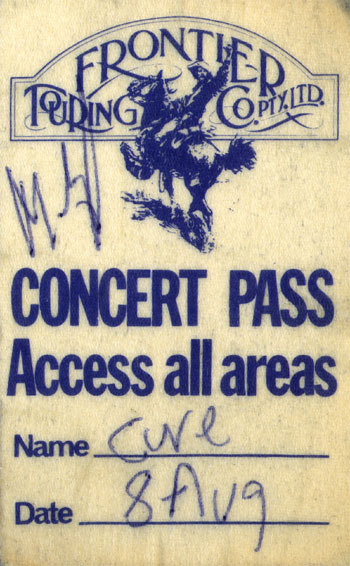 FRONTIER
TOURING CO. PTY. LTD.
CONCERT PASS
Access all areas
Name Cure
Date 8 Aug